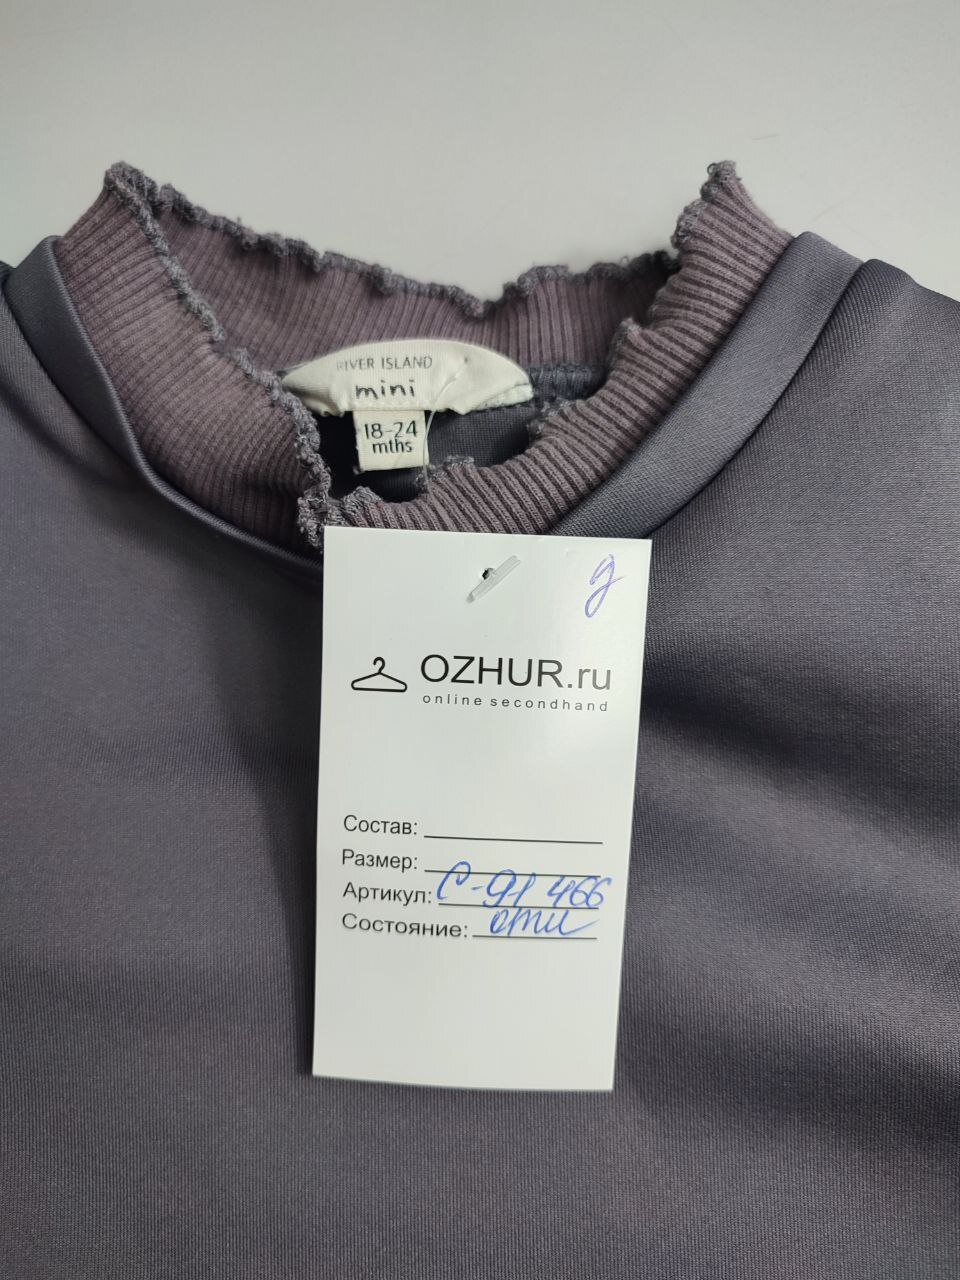 RIVER ISLAND
mini
18-24
mths
g
OZHUR.ru
online secondhand
Состав:
Размер:
Артикул: С-91 466
Состояние: отл